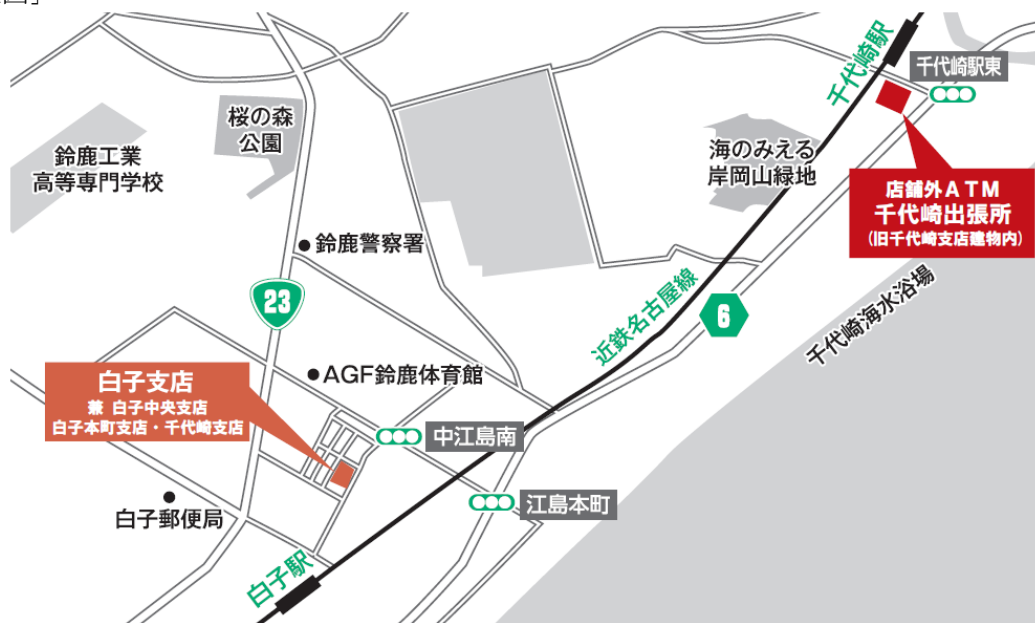 図」
千代崎駅
千代崎駅東
桜の森
公園
鈴鹿工業
高等専門学校
海のみえる
岸岡山緑地
店舗外ATM
千代崎出張所
(旧千代崎支店建物内)
鈴鹿警察署
23
6
近鉄名古屋線
千代崎海水浴場
AGF鈴鹿体育館
白子支店
兼 白子中央支店
白子本町支店・千代崎支店
中江島南
江島本町
白子郵便局
白子駅